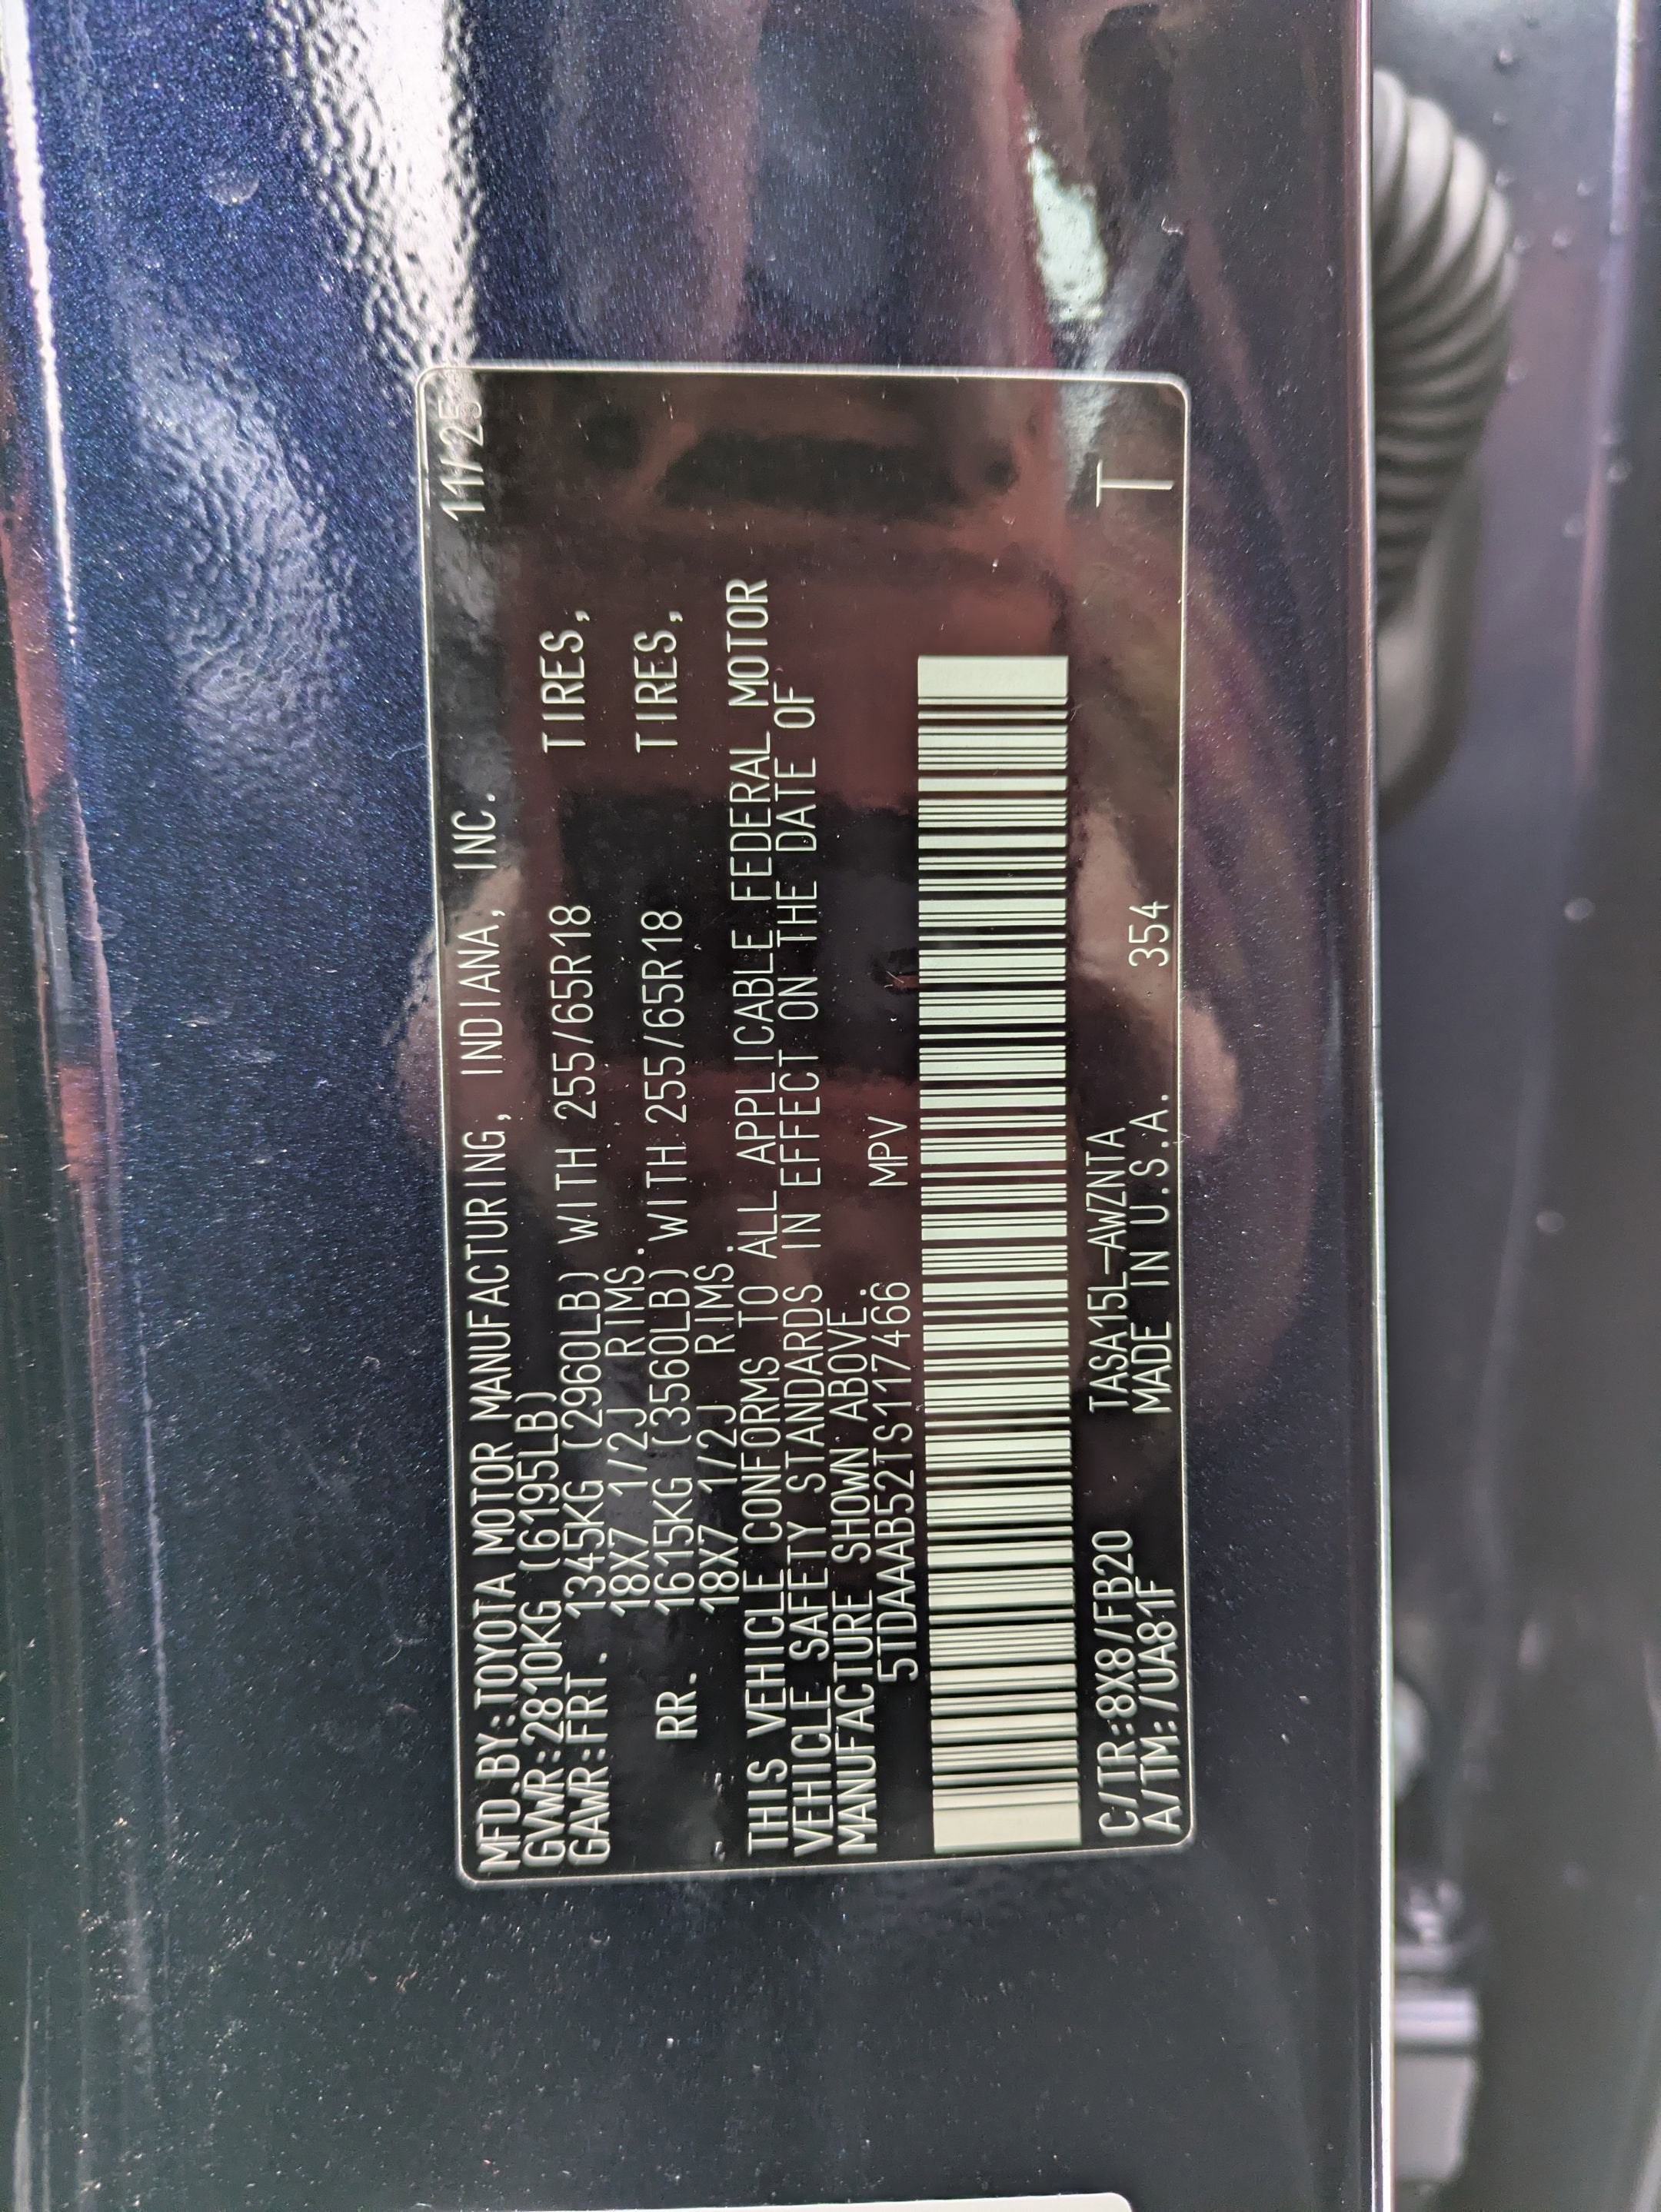 MFD.BY:TOYOTA MOTOR MANUFACTURING, INDIANA, INC. 11/25
GVWR:2810KG (6195LB)
GAWR:FRT. 1345KG (2960LB) WITH 255/65R18 TIRES,
18X7 1/2J RIMS.
RR. 1615KG (3560LB) WITH 255/65R18 TIRES,
18X7 1/2J RIMS.
THIS VEHICLE CONFORMS TO ALL APPLICABLE FEDERAL MOTOR
VEHICLE SAFETY STANDARDS IN EFFECT ON THE DATE OF
MANUFACTURE SHOWN ABOVE.
5TDAAAB52TS117466 MPV
C/TR:8X8/FB20 TASA15L-AWZNTA T
A/TM:/UA81F MADE IN U.S.A. 354